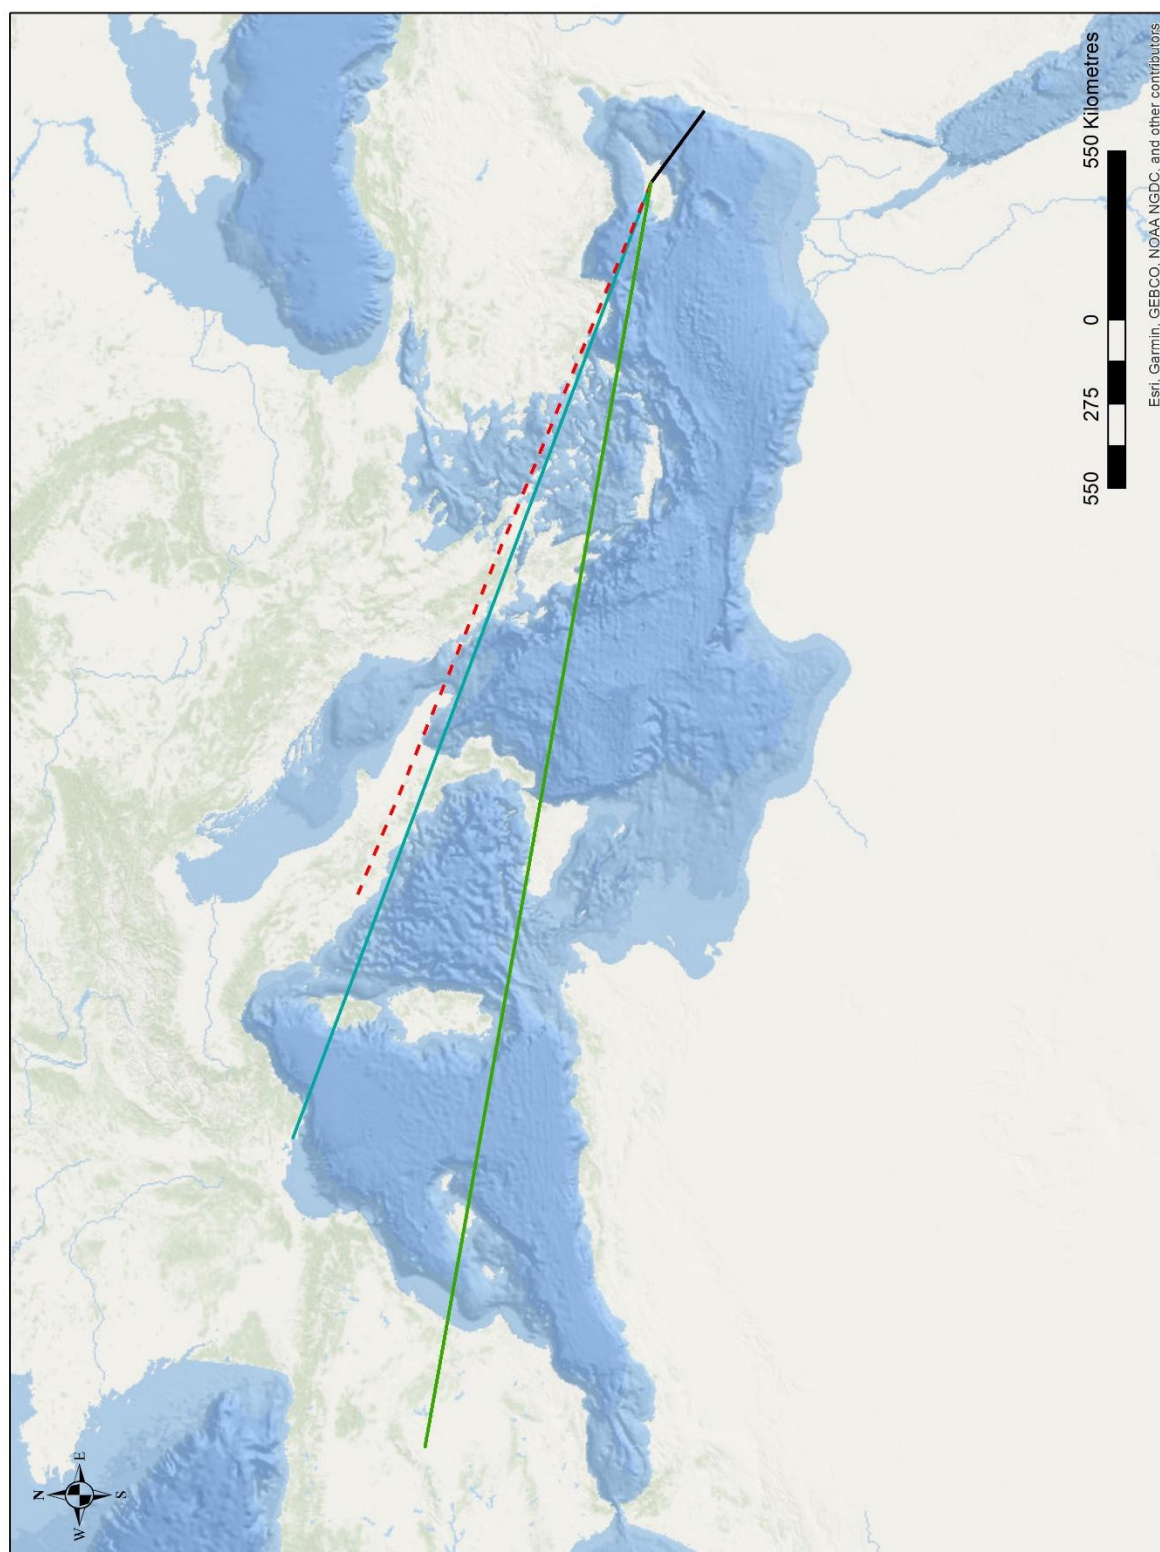 N
W E
S
550 275 0 550 Kilometres
Esri, Garmin, GEBCO, NOAA NGDC, and other contributors